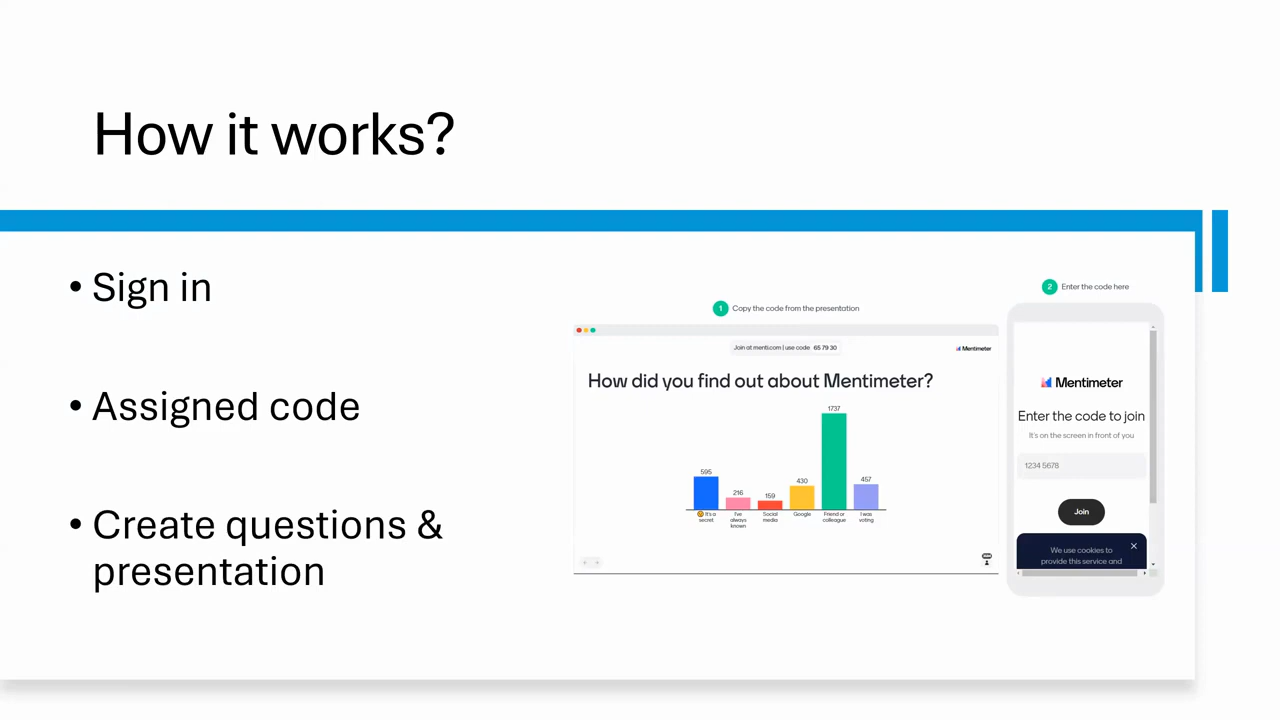 How it works?
• Sign in
• Assigned code
• Create questions &
presentation
1 Copy the code from the presentation
Join at menti.com | use code 65 79 30
Mentimeter
How did you find out about Mentimeter?
595
216
159
430
1737
457
It's a
secret
I've
always
known
Social
media
Google
Friend or
colleague
I was
voting
2 Enter the code here
Mentimeter
Enter the code to join
It's on the screen in front of you
1234 5678
Join
We use cookies to
provide this service and